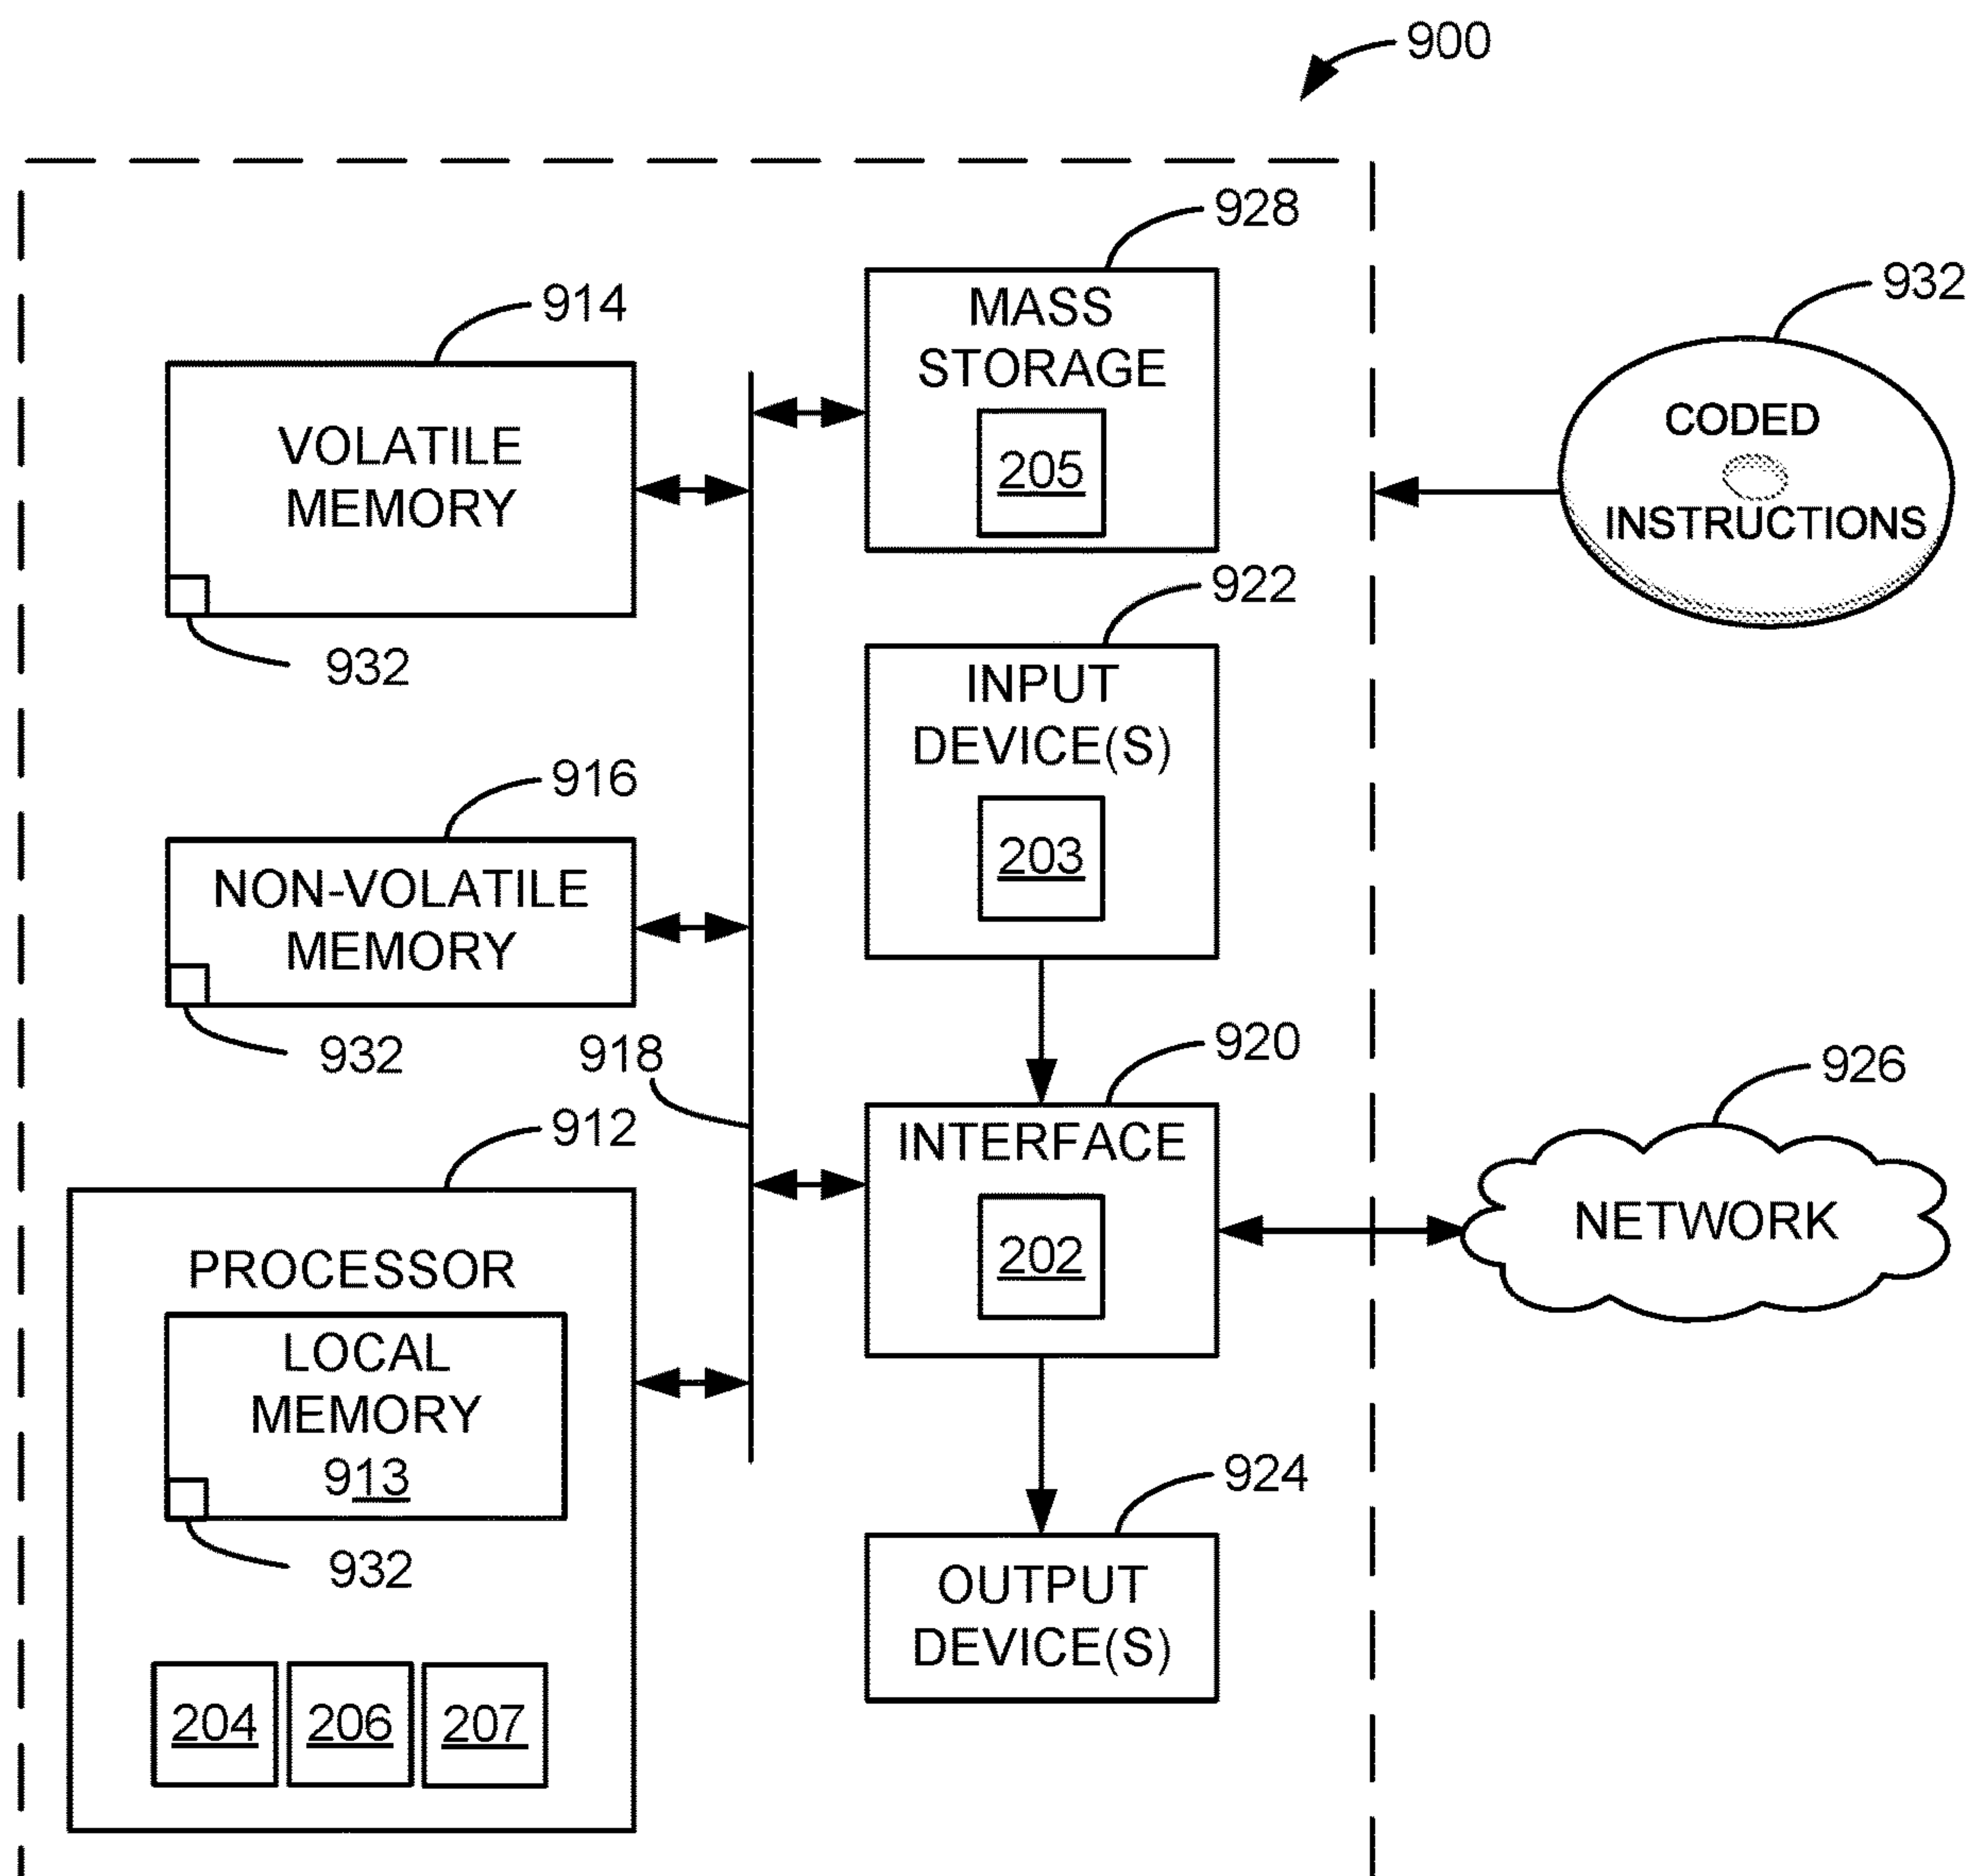 900
928
MASS
STORAGE
205
914
VOLATILE
MEMORY
932
932
CODED
INSTRUCTIONS
922
INPUT
DEVICE(S)
203
916
NON-VOLATILE
MEMORY
932
918
920
INTERFACE
202
926
NETWORK
912
PROCESSOR
LOCAL
MEMORY
913
932
204 206 207
924
OUTPUT
DEVICE(S)